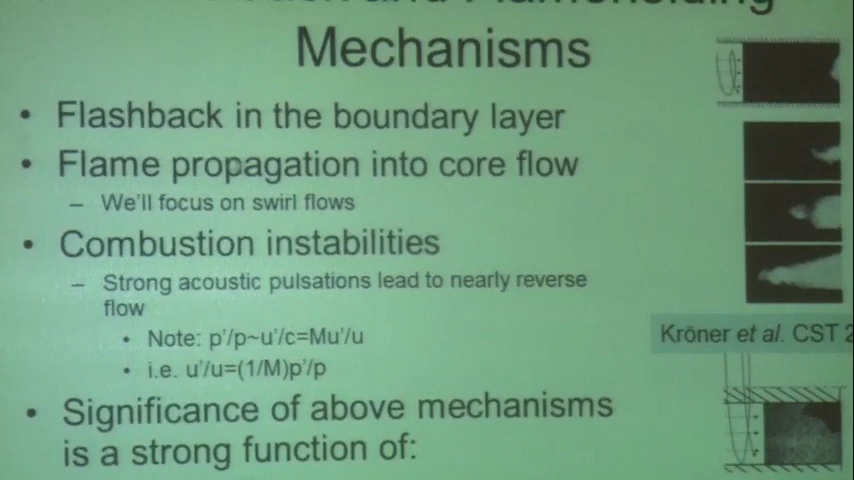 Mechanisms
• Flashback in the boundary layer
• Flame propagation into core flow
– We'll focus on swirl flows
• Combustion instabilities
– Strong acoustic pulsations lead to nearly reverse
flow
• Note: p'/p~u'/c=Mu'/u
• i.e. u'/u=(1/M)p'/p
Kröner et al. CST 2
• Significance of above mechanisms
is a strong function of: